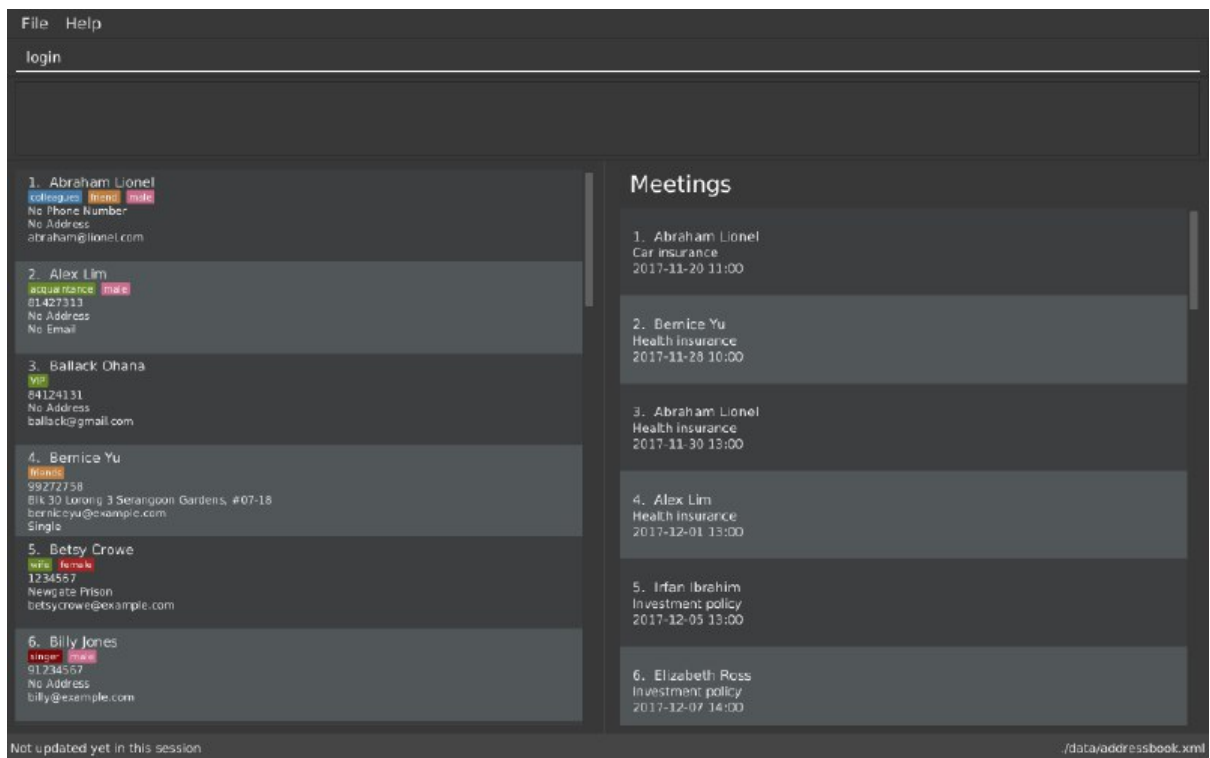 File Help
login
1. Abraham Lionel
colleagues friend male
No Phone Number
No Address
abraham@lionel.com
2. Alex Lim
acquaintance male
81427313
No Address
No Email
3. Ballack Ohana
VIP
84124131
No Address
ballack@gmail.com
4. Bernice Yu
friends
99272758
Blk 30 Lorong 3 Serangoon Gardens, #07-18
berniceyu@example.com
Single
5. Betsy Crowe
wife female
1234567
Newgate Prison
betsycrowe@example.com
6. Billy Jones
singer male
91234567
No Address
billy@example.com
Meetings
1. Abraham Lionel
Car insurance
2017-11-20 11:00
2. Bernice Yu
Health insurance
2017-11-28 10:00
3. Abraham Lionel
Health insurance
2017-11-30 13:00
4. Alex Lim
Health insurance
2017-12-01 13:00
5. Irfan Ibrahim
Investment policy
2017-12-05 13:00
6. Elizabeth Ross
Investment policy
2017-12-07 14:00
Not updated yet in this session
./data/addressbook.xml